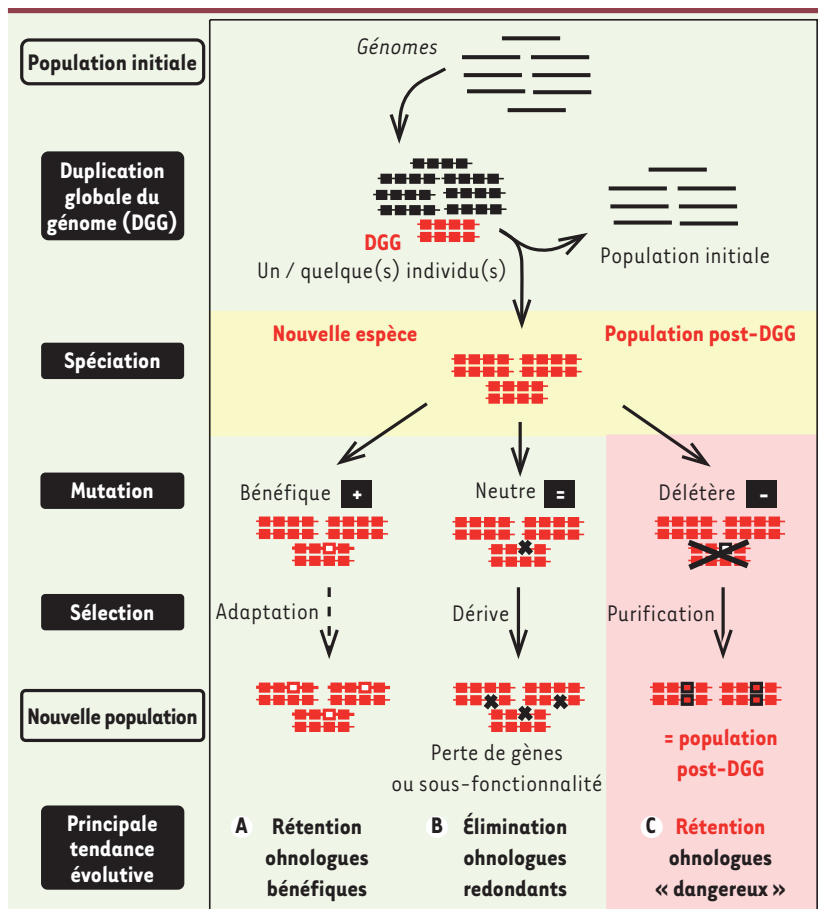 Population initiale
Génomes
Duplication
globale du
génome (DGG)
DGG
Un / quelque(s) individu(s)
Population initiale
Spéciation
Nouvelle espèce
Population post-DGG
Mutation
Bénéfique +
Neutre =
Délétère -
Sélection
Adaptation
Dérive
Purification
Nouvelle population
Perte de gènes
ou sous-fonctionnalité
= population
post-DGG
Principale
tendance
évolutive
A Rétention
ohnologues
bénéfiques
B Élimination
ohnologues
redondants
C Rétention
ohnologues
« dangereux »